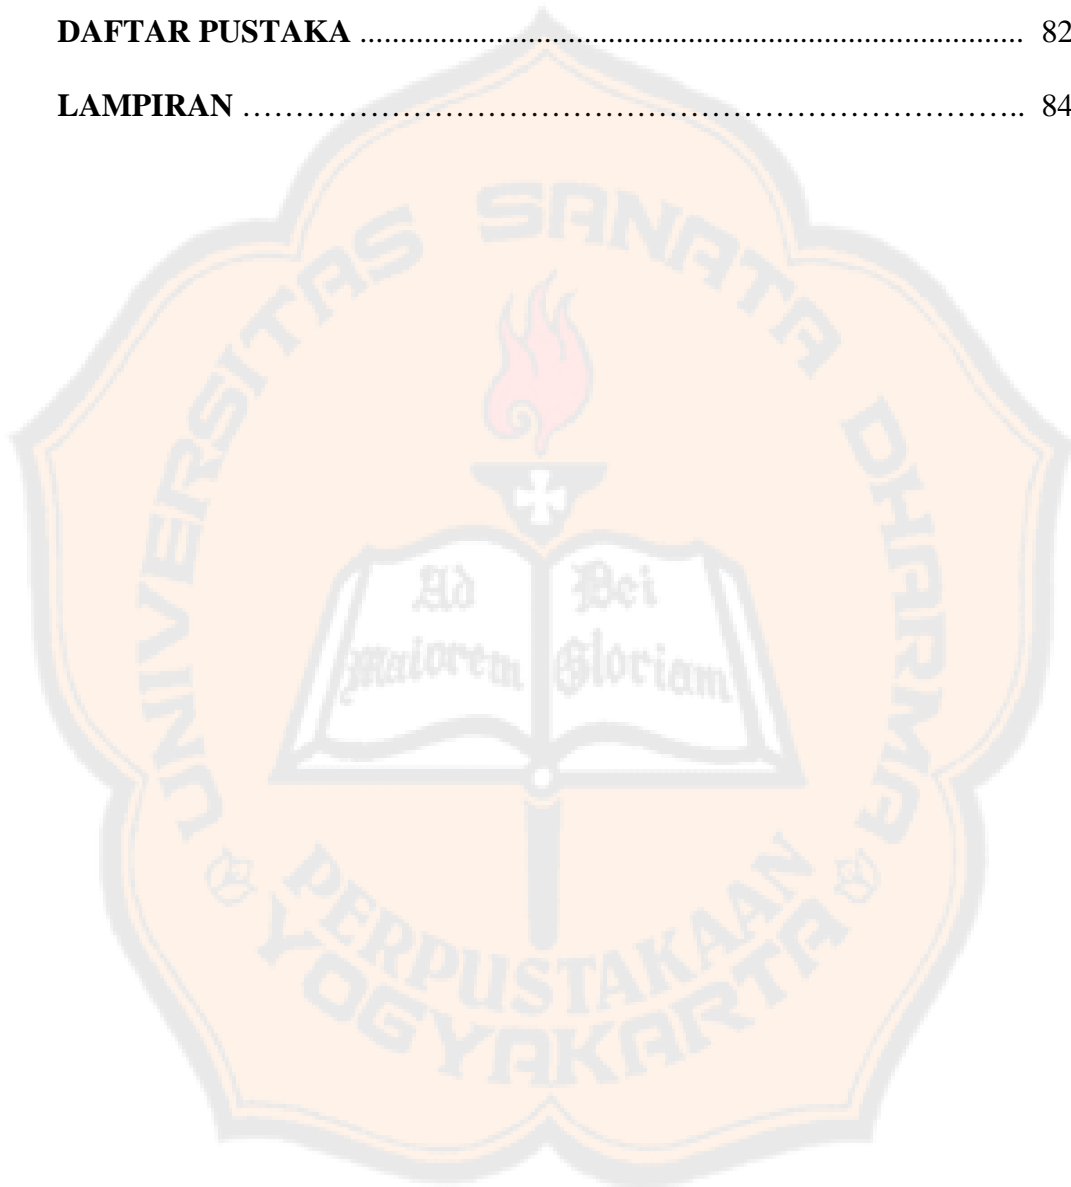 DAFTAR PUSTAKA ........................................................................... 82
LAMPIRAN ……………………………………………………………….. 84
UNIVERSITAS SANATA DHARMA
Ad Dei
maiorem Gloriam
PERPUSTAKAAN
YOGYAKARTA